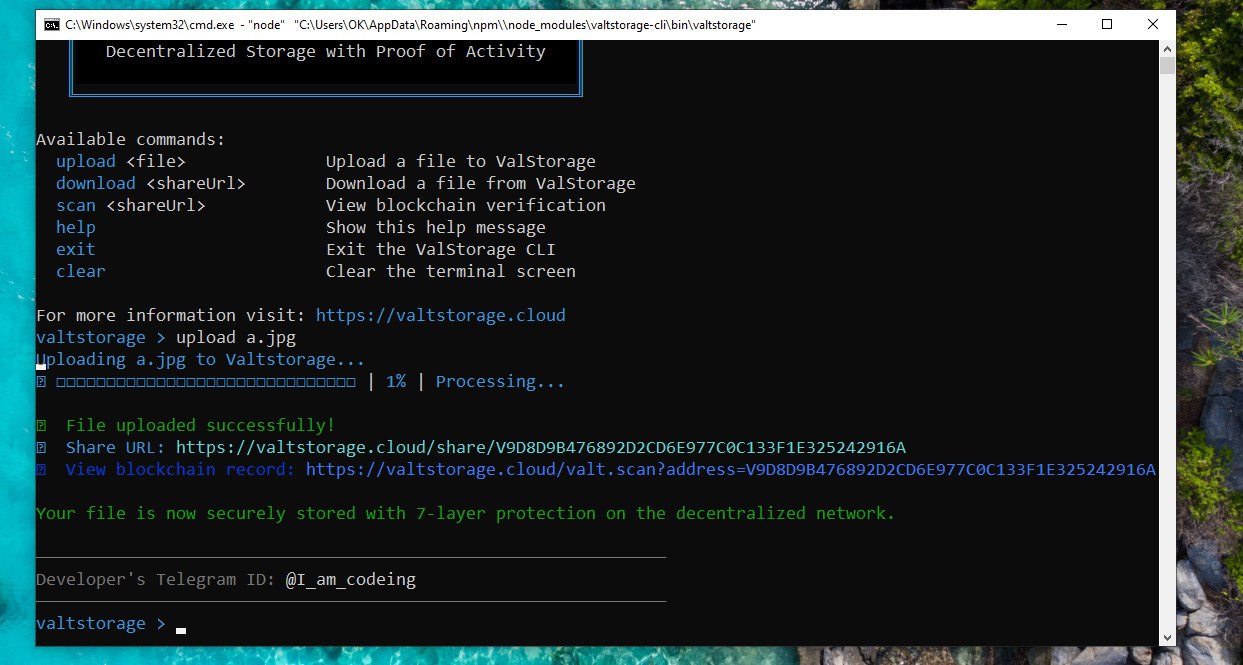 C:\Windows\system32\cmd.exe - "node" "C:\Users\OK\AppData\Roaming\npm\\node_modules\valtstorage-cli\bin\valtstorage"
Decentralized Storage with Proof of Activity
Available commands:
upload <file> Upload a file to ValStorage
download <shareUrl> Download a file from ValStorage
scan <shareUrl> View blockchain verification
help Show this help message
exit Exit the ValStorage CLI
clear Clear the terminal screen
For more information visit: https://valtstorage.cloud
valtstorage > upload a.jpg
Uploading a.jpg to Valtstorage...
| 1% | Processing...
File uploaded successfully!
Share URL: https://valtstorage.cloud/share/V9D8D9B476892D2CD6E977C0C133F1E325242916A
View blockchain record: https://valtstorage.cloud/valt.scan?address=V9D8D9B476892D2CD6E977C0C133F1E325242916A
Your file is now securely stored with 7-layer protection on the decentralized network.
Developer's Telegram ID: @I_am_codeing
valtstorage >